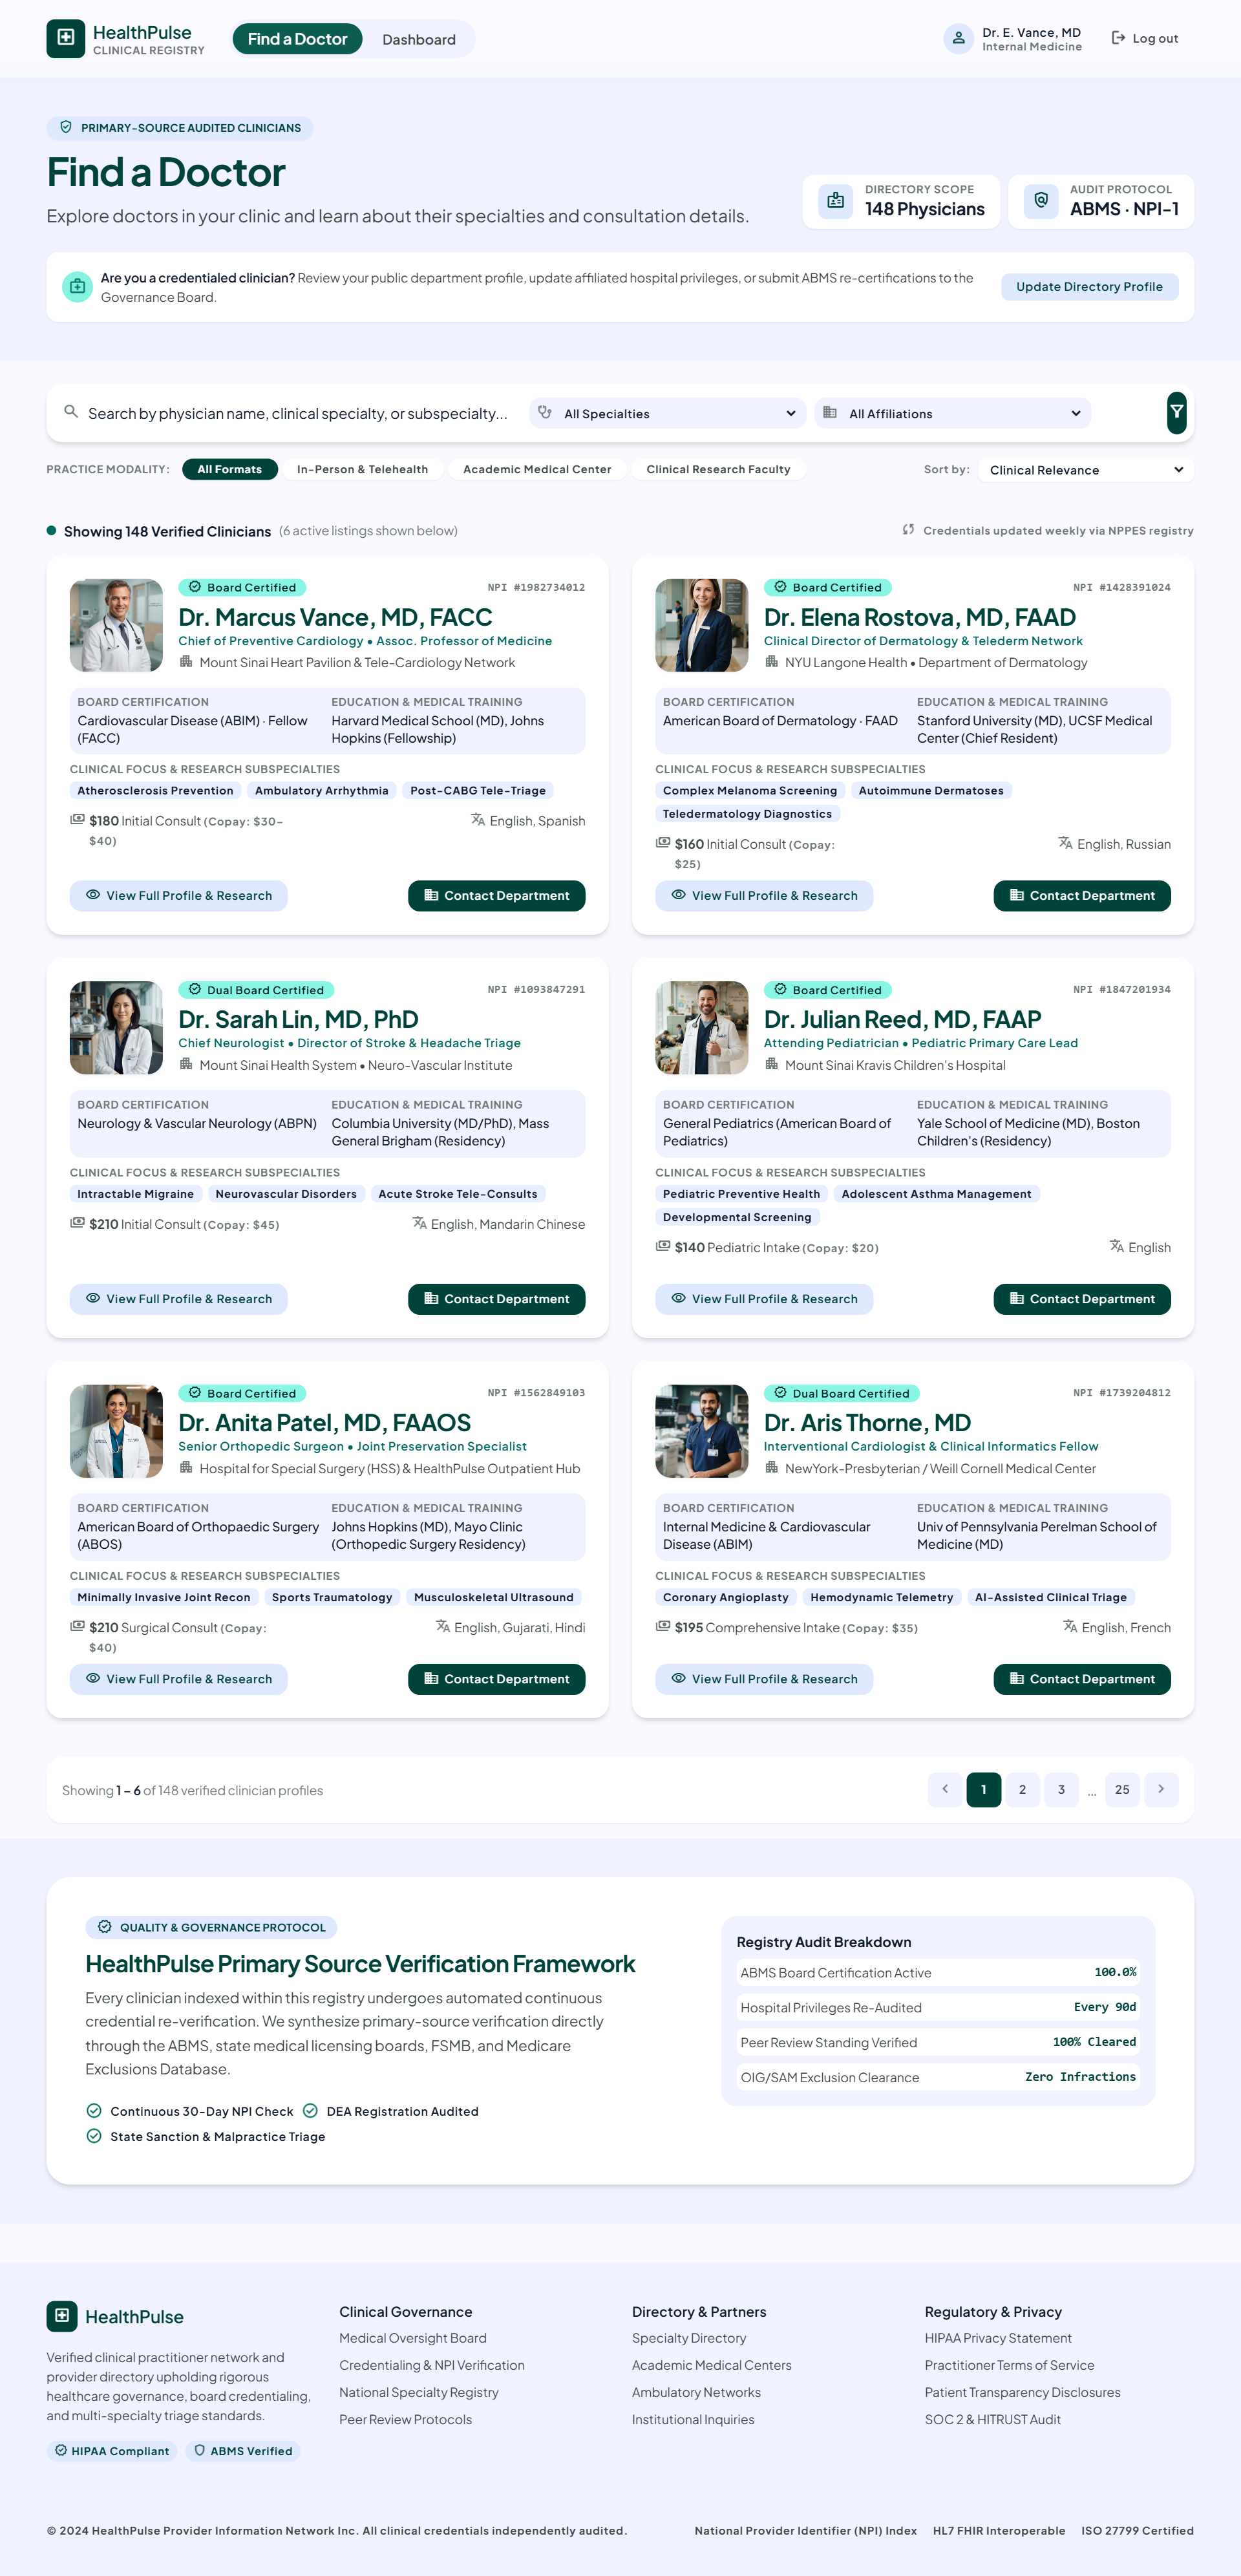 HealthPulse
CLINICAL REGISTRY
Find a Doctor
Dashboard
Dr. E. Vance, MD
Internal Medicine
Log out
PRIMARY-SOURCE AUDITED CLINICIANS
Find a Doctor
Explore doctors in your clinic and learn about their specialties and consultation details.
DIRECTORY SCOPE
148 Physicians
AUDIT PROTOCOL
ABMS · NPI-1
Are you a credentialed clinician? Review your public department profile, update affiliated hospital privileges, or submit ABMS re-certifications to the
Governance Board.
Update Directory Profile
Search by physician name, clinical specialty, or subspecialty...
All Specialties
All Affiliations
PRACTICE MODALITY:
All Formats
In-Person & Telehealth
Academic Medical Center
Clinical Research Faculty
Sort by:
Clinical Relevance
Showing 148 Verified Clinicians (6 active listings shown below)
Credentials updated weekly via NPPES registry
Board Certified
NPI #1982734012
Dr. Marcus Vance, MD, FACC
Chief of Preventive Cardiology • Assoc. Professor of Medicine
Mount Sinai Heart Pavilion & Tele-Cardiology Network
BOARD CERTIFICATION
Cardiovascular Disease (ABIM) · Fellow
(FACC)
EDUCATION & MEDICAL TRAINING
Harvard Medical School (MD), Johns
Hopkins (Fellowship)
CLINICAL FOCUS & RESEARCH SUBSPECIALTIES
Atherosclerosis Prevention
Ambulatory Arrhythmia
Post-CABG Tele-Triage
$180 Initial Consult (Copay: $30–
$40)
English, Spanish
View Full Profile & Research
Contact Department
Board Certified
NPI #1428391024
Dr. Elena Rostova, MD, FAAD
Clinical Director of Dermatology & Telederm Network
NYU Langone Health • Department of Dermatology
BOARD CERTIFICATION
American Board of Dermatology · FAAD
EDUCATION & MEDICAL TRAINING
Stanford University (MD), UCSF Medical
Center (Chief Resident)
CLINICAL FOCUS & RESEARCH SUBSPECIALTIES
Complex Melanoma Screening
Autoimmune Dermatoses
Teledermatology Diagnostics
$160 Initial Consult (Copay:
$25)
English, Russian
View Full Profile & Research
Contact Department
Dual Board Certified
NPI #1093847291
Dr. Sarah Lin, MD, PhD
Chief Neurologist • Director of Stroke & Headache Triage
Mount Sinai Health System • Neuro-Vascular Institute
BOARD CERTIFICATION
Neurology & Vascular Neurology (ABPN)
EDUCATION & MEDICAL TRAINING
Columbia University (MD/PhD), Mass
General Brigham (Residency)
CLINICAL FOCUS & RESEARCH SUBSPECIALTIES
Intractable Migraine
Neurovascular Disorders
Acute Stroke Tele-Consults
$210 Initial Consult (Copay: $45)
English, Mandarin Chinese
View Full Profile & Research
Contact Department
Board Certified
NPI #1847201934
Dr. Julian Reed, MD, FAAP
Attending Pediatrician • Pediatric Primary Care Lead
Mount Sinai Kravis Children's Hospital
BOARD CERTIFICATION
General Pediatrics (American Board of
Pediatrics)
EDUCATION & MEDICAL TRAINING
Yale School of Medicine (MD), Boston
Children's (Residency)
CLINICAL FOCUS & RESEARCH SUBSPECIALTIES
Pediatric Preventive Health
Adolescent Asthma Management
Developmental Screening
$140 Pediatric Intake (Copay: $20)
English
View Full Profile & Research
Contact Department
Board Certified
NPI #1562849103
Dr. Anita Patel, MD, FAAOS
Senior Orthopedic Surgeon • Joint Preservation Specialist
Hospital for Special Surgery (HSS) & HealthPulse Outpatient Hub
BOARD CERTIFICATION
American Board of Orthopaedic Surgery
(ABOS)
EDUCATION & MEDICAL TRAINING
Johns Hopkins (MD), Mayo Clinic
(Orthopedic Surgery Residency)
CLINICAL FOCUS & RESEARCH SUBSPECIALTIES
Minimally Invasive Joint Recon
Sports Traumatology
Musculoskeletal Ultrasound
$210 Surgical Consult (Copay:
$40)
English, Gujarati, Hindi
View Full Profile & Research
Contact Department
Dual Board Certified
NPI #1739204812
Dr. Aris Thorne, MD
Interventional Cardiologist & Clinical Informatics Fellow
NewYork-Presbyterian / Weill Cornell Medical Center
BOARD CERTIFICATION
Internal Medicine & Cardiovascular
Disease (ABIM)
EDUCATION & MEDICAL TRAINING
Univ of Pennsylvania Perelman School of
Medicine (MD)
CLINICAL FOCUS & RESEARCH SUBSPECIALTIES
Coronary Angioplasty
Hemodynamic Telemetry
AI-Assisted Clinical Triage
$195 Comprehensive Intake (Copay: $35)
English, French
View Full Profile & Research
Contact Department
Showing 1 – 6 of 148 verified clinician profiles
1
2
3
...
25
QUALITY & GOVERNANCE PROTOCOL
HealthPulse Primary Source Verification Framework
Every clinician indexed within this registry undergoes automated continuous
credential re-verification. We synthesize primary-source verification directly
through the ABMS, state medical licensing boards, FSMB, and Medicare
Exclusions Database.
Continuous 30-Day NPI Check
DEA Registration Audited
State Sanction & Malpractice Triage
Registry Audit Breakdown
ABMS Board Certification Active
100.0%
Hospital Privileges Re-Audited
Every 90d
Peer Review Standing Verified
100% Cleared
OIG/SAM Exclusion Clearance
Zero Infractions
HealthPulse
Verified clinical practitioner network and
provider directory upholding rigorous
healthcare governance, board credentialing,
and multi-specialty triage standards.
HIPAA Compliant
ABMS Verified
Clinical Governance
Medical Oversight Board
Credentialing & NPI Verification
National Specialty Registry
Peer Review Protocols
Directory & Partners
Specialty Directory
Academic Medical Centers
Ambulatory Networks
Institutional Inquiries
Regulatory & Privacy
HIPAA Privacy Statement
Practitioner Terms of Service
Patient Transparency Disclosures
SOC 2 & HITRUST Audit
© 2024 HealthPulse Provider Information Network Inc. All clinical credentials independently audited.
National Provider Identifier (NPI) Index
HL7 FHIR Interoperable
ISO 27799 Certified